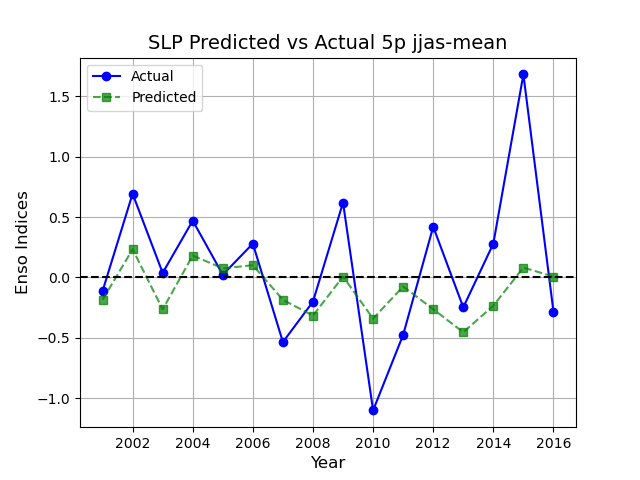 SLP Predicted vs Actual 5p jjas-mean
Actual
Predicted
Enso Indices
1.5
1.0
0.5
0.0
−0.5
−1.0
2002 2004 2006 2008 2010 2012 2014 2016
Year